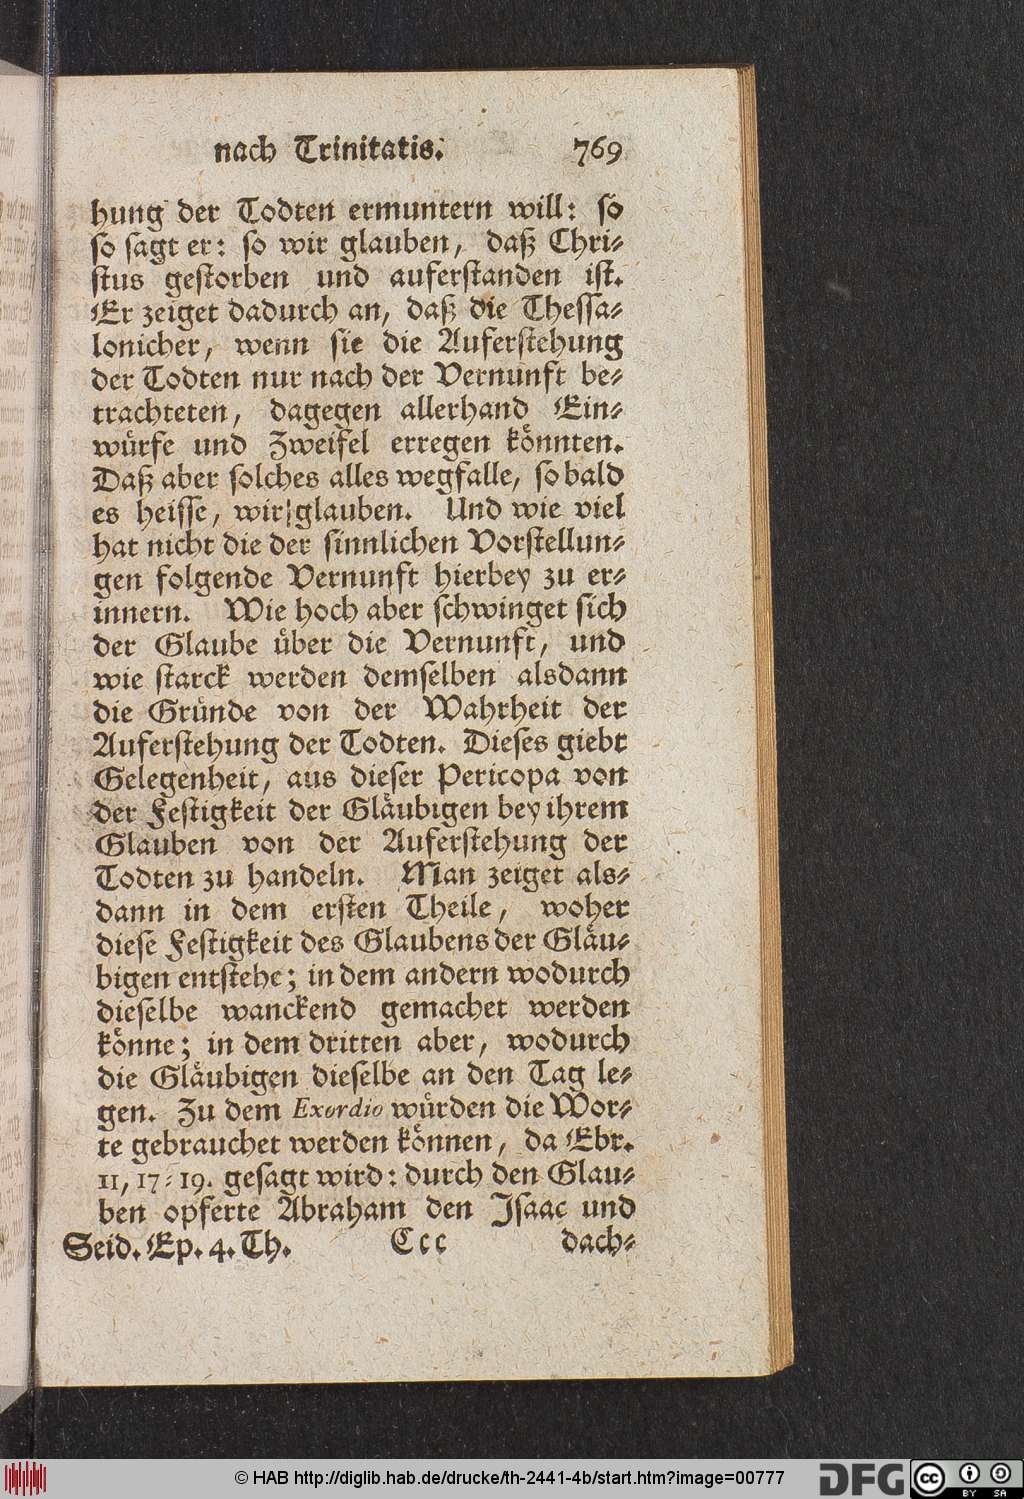 nach Trinitatis. 769
hung der Todten ermuntern will: so
so sagt er: so wir glauben, daß Chri-
stus gestorben und auferstanden ist.
Er zeiget dadurch an, daß die Thessa-
lonicher, wenn sie die Auferstehung
der Todten nur nach der Vernunft be-
trachteten, dagegen allerhand Ein-
würfe und Zweifel erregen könnten.
Daß aber solches alles wegfalle, so bald
es heisse, wir glauben. Und wie viel
hat nicht die der sinnlichen Vorstellun-
gen folgende Vernunft hierbey zu er-
innern. Wie hoch aber schwinget sich
der Glaube über die Vernunft, und
wie starck werden demselben alsdann
die Gründe von der Wahrheit der
Auferstehung der Todten. Dieses giebt
Gelegenheit, aus dieser Pericopa von
der Festigkeit der Gläubigen bey ihrem
Glauben von der Auferstehung der
Todten zu handeln. Man zeiget als-
dann in dem ersten Theile, woher
diese Festigkeit des Glaubens der Gläu-
bigen entstehe; in dem andern wodurch
dieselbe wanckend gemachet werden
könne; in dem dritten aber, wodurch
die Gläubigen dieselbe an den Tag le-
gen. Zu dem Exordio würden die Wor-
te gebrauchet werden können, da Ebr.
11, 17-19. gesagt wird: durch den Glau-
ben opferte Abraham den Isaac und
Seid. Ep. 4. Th. Ccc dach-
© HAB http://diglib.hab.de/drucke/th-2441-4b/start.htm?image=00777
DFG
cc BY SA